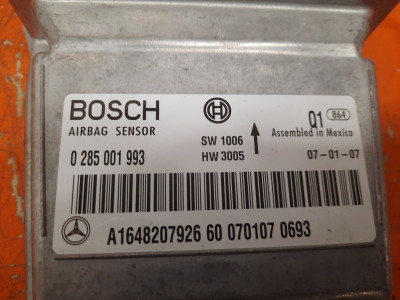 BOSCH
AIRBAG SENSOR
0 285 001 993
SW 1006
HW 3005
Q1 864
Assembled in Mexico
07-01-07
A1648207926 60 070107 0693